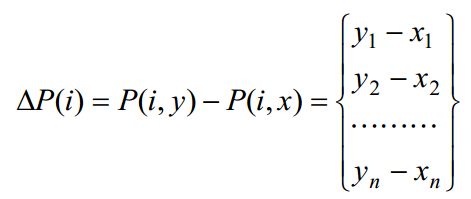 y₁ − x₁
y₂ − x₂
ΔP(i) = P(i, y) − P(i, x) =
.........
yₙ − xₙ